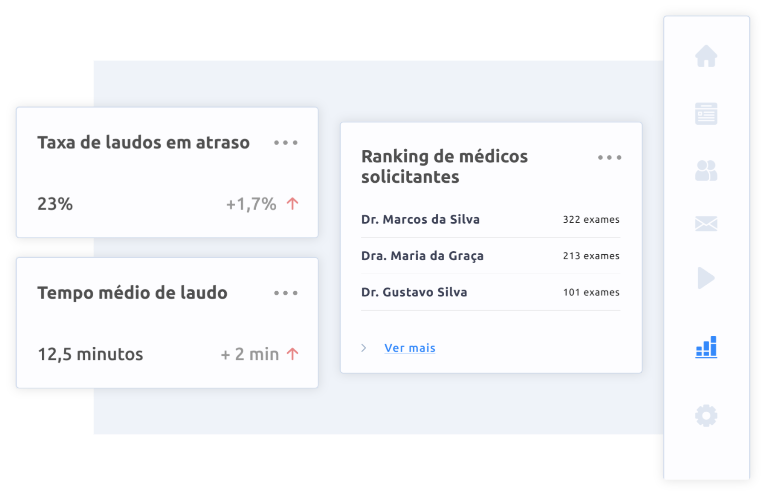 Taxa de laudos em atraso
23%
+1,7%
Tempo médio de laudo
12,5 minutos
+ 2 min
Ranking de médicos
solicitantes
Dr. Marcos da Silva
322 exames
Dra. Maria da Graça
213 exames
Dr. Gustavo Silva
101 exames
Ver mais